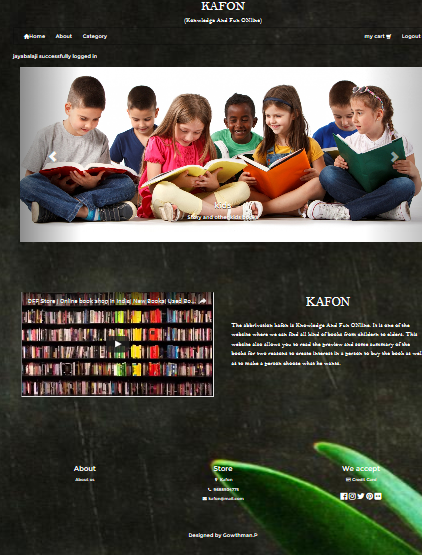 KAFON
(Knowledge And Fun ONline)
Home About Category my cart Logout
jayabalaji successfully logged in
Kids
Story and other kids books
DFF Store | Online book shop in India| New Books| Used Bo...
KAFON
The abbriviation kafon is Knowledge And Fun ONline. It is one of the
website where we can find all kind of books from childern to elders. This
website also allows you to read the preview and some summary of the
books for two reasons to create interest in a person to buy the book as well
as to make a person choose what he wants.
About Store We accept
About us Kafon Credit Card
kafon@mail.com
Designed by Gowthman.P